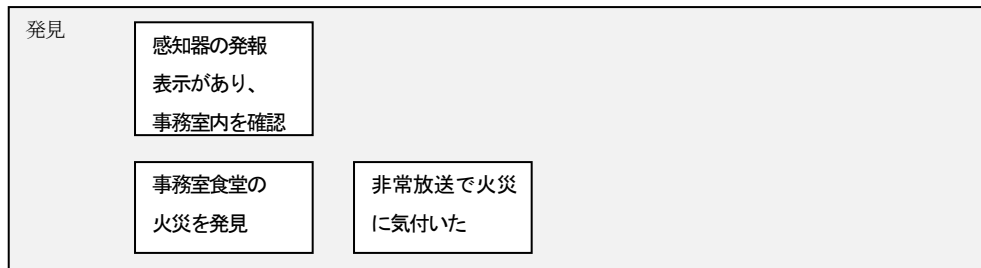 発見
感知器の発報
表示があり、
事務室内を確認
事務室食堂の
火災を発見
非常放送で火災
に気付いた